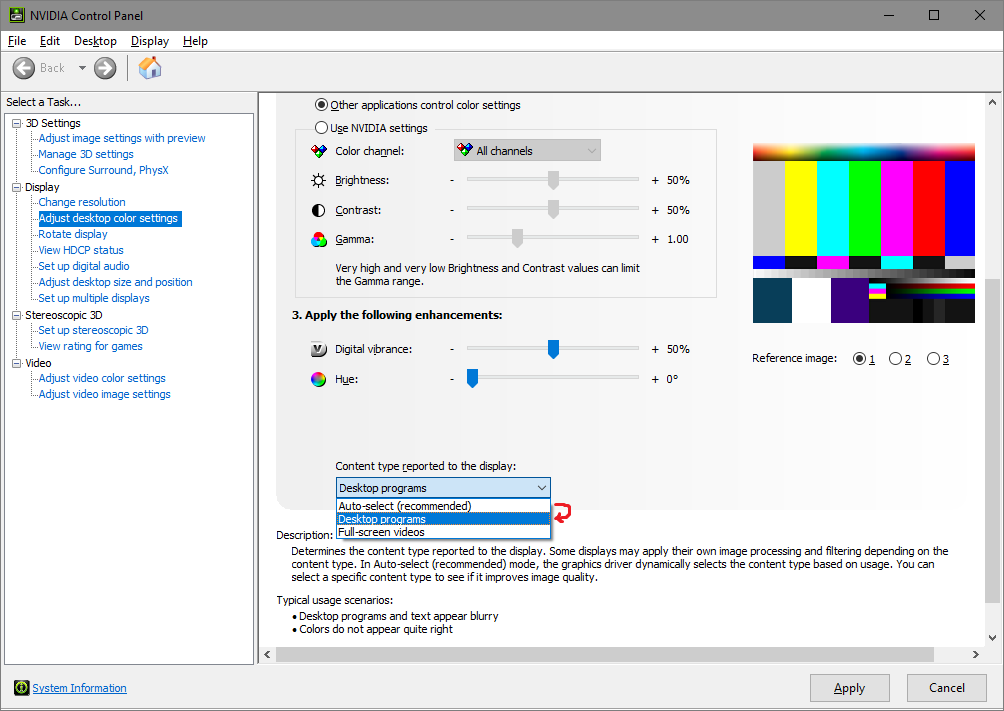 NVIDIA Control Panel
File Edit Desktop Display Help
Back
Select a Task...
3D Settings
Adjust image settings with preview
Manage 3D settings
Configure Surround, PhysX
Display
Change resolution
Adjust desktop color settings
Rotate display
View HDCP status
Set up digital audio
Adjust desktop size and position
Set up multiple displays
Stereoscopic 3D
Set up stereoscopic 3D
View rating for games
Video
Adjust video color settings
Adjust video image settings
Other applications control color settings
Use NVIDIA settings
Color channel: All channels
Brightness: - + 50%
Contrast: - + 50%
Gamma: - + 1.00
Very high and very low Brightness and Contrast values can limit
the Gamma range.
3. Apply the following enhancements:
Digital vibrance: - + 50%
Hue: - + 0°
Reference image: 1 2 3
Content type reported to the display:
Desktop programs
Auto-select (recommended)
Desktop programs
Full-screen videos
Description:
Determines the content type reported to the display. Some displays may apply their own image processing and filtering depending on the
content type. In Auto-select (recommended) mode, the graphics driver dynamically selects the content type based on usage. You can
select a specific content type to see if it improves image quality.
Typical usage scenarios:
• Desktop programs and text appear blurry
• Colors do not appear quite right
System Information
Apply Cancel